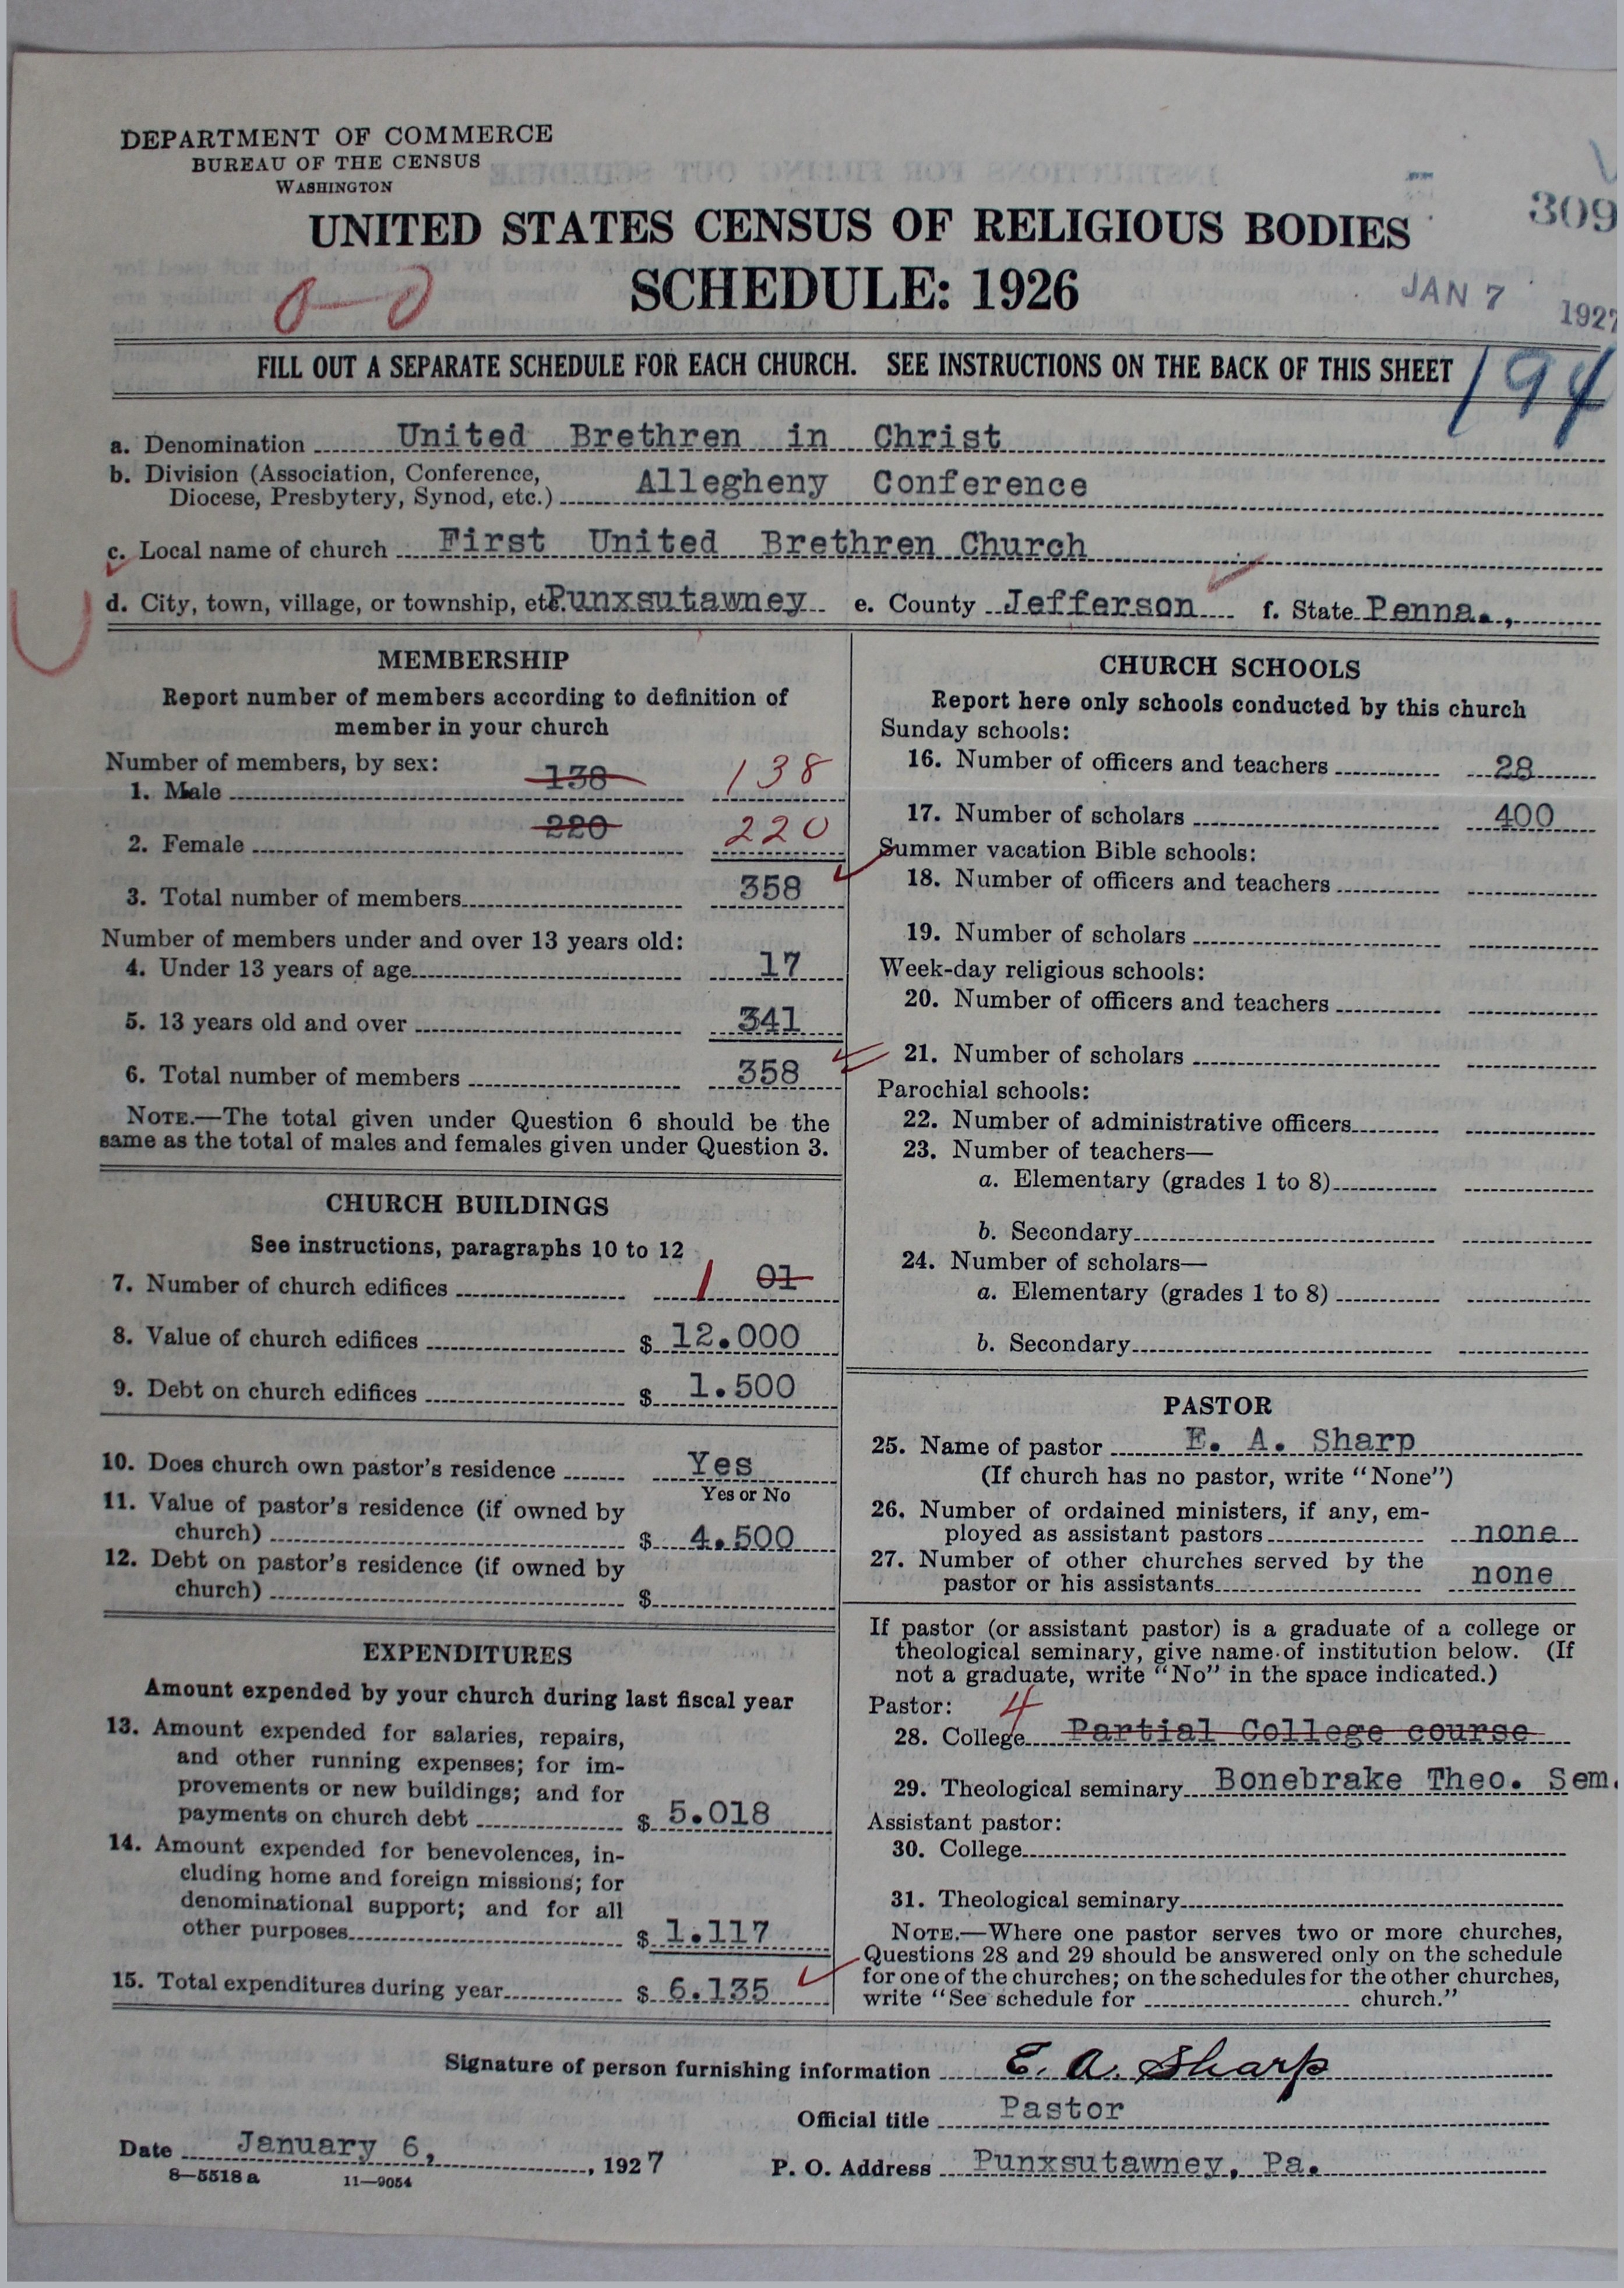 DEPARTMENT OF COMMERCE
BUREAU OF THE CENSUS
WASHINGTON
309
UNITED STATES CENSUS OF RELIGIOUS BODIES
SCHEDULE: 1926
JAN 7 1927
FILL OUT A SEPARATE SCHEDULE FOR EACH CHURCH. SEE INSTRUCTIONS ON THE BACK OF THIS SHEET
194
a. Denomination United Brethren in Christ
b. Division (Association, Conference,
Diocese, Presbytery, Synod, etc.) Allegheny Conference
c. Local name of church First United Brethren Church
d. City, town, village, or township, etc. Punxsutawney e. County Jefferson f. State Penna.,
MEMBERSHIP
Report number of members according to definition of
member in your church
Number of members, by sex:
1. Male 138 138
2. Female 220 220
3. Total number of members 358
Number of members under and over 13 years old:
4. Under 13 years of age 17
5. 13 years old and over 341
6. Total number of members 358
NOTE.—The total given under Question 6 should be the
same as the total of males and females given under Question 3.
CHURCH BUILDINGS
See instructions, paragraphs 10 to 12
7. Number of church edifices 1 01
8. Value of church edifices $ 12.000
9. Debt on church edifices $ 1.500
10. Does church own pastor's residence Yes
Yes or No
11. Value of pastor's residence (if owned by
church) $ 4.500
12. Debt on pastor's residence (if owned by
church) $
EXPENDITURES
Amount expended by your church during last fiscal year
13. Amount expended for salaries, repairs,
and other running expenses; for im-
provements or new buildings; and for
payments on church debt $ 5.018
14. Amount expended for benevolences, in-
cluding home and foreign missions; for
denominational support; and for all
other purposes $ 1.117
15. Total expenditures during year $ 6.135
CHURCH SCHOOLS
Report here only schools conducted by this church
Sunday schools:
16. Number of officers and teachers 28
17. Number of scholars 400
Summer vacation Bible schools:
18. Number of officers and teachers
19. Number of scholars
Week-day religious schools:
20. Number of officers and teachers
21. Number of scholars
Parochial schools:
22. Number of administrative officers
23. Number of teachers—
a. Elementary (grades 1 to 8)
b. Secondary
24. Number of scholars—
a. Elementary (grades 1 to 8)
b. Secondary
PASTOR
25. Name of pastor E. A. Sharp
(If church has no pastor, write "None")
26. Number of ordained ministers, if any, em-
ployed as assistant pastors none
27. Number of other churches served by the
pastor or his assistants none
If pastor (or assistant pastor) is a graduate of a college or
theological seminary, give name of institution below. (If
not a graduate, write "No" in the space indicated.)
Pastor: 4
28. College Partial College course
29. Theological seminary Bonebrake Theo. Sem.
Assistant pastor:
30. College
31. Theological seminary
NOTE.—Where one pastor serves two or more churches,
Questions 28 and 29 should be answered only on the schedule
for one of the churches; on the schedules for the other churches,
write "See schedule for church."
Signature of person furnishing information E. A. Sharp
Official title Pastor
Date January 6, 1927
P. O. Address Punxsutawney, Pa.
8—5518 a 11—9054